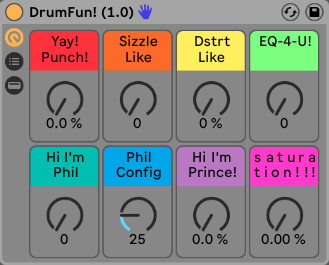 DrumFun! (1.0)
Yay!
Punch!
Sizzle
Like
Dstrt
Like
EQ-4-U!
0.0 %
0
0 %
0
Hi I'm
Phil
Phil
Config
Hi I'm
Prince!
s a t u r a
t i o n ! ! !
0
25
0.0 %
0.00 %